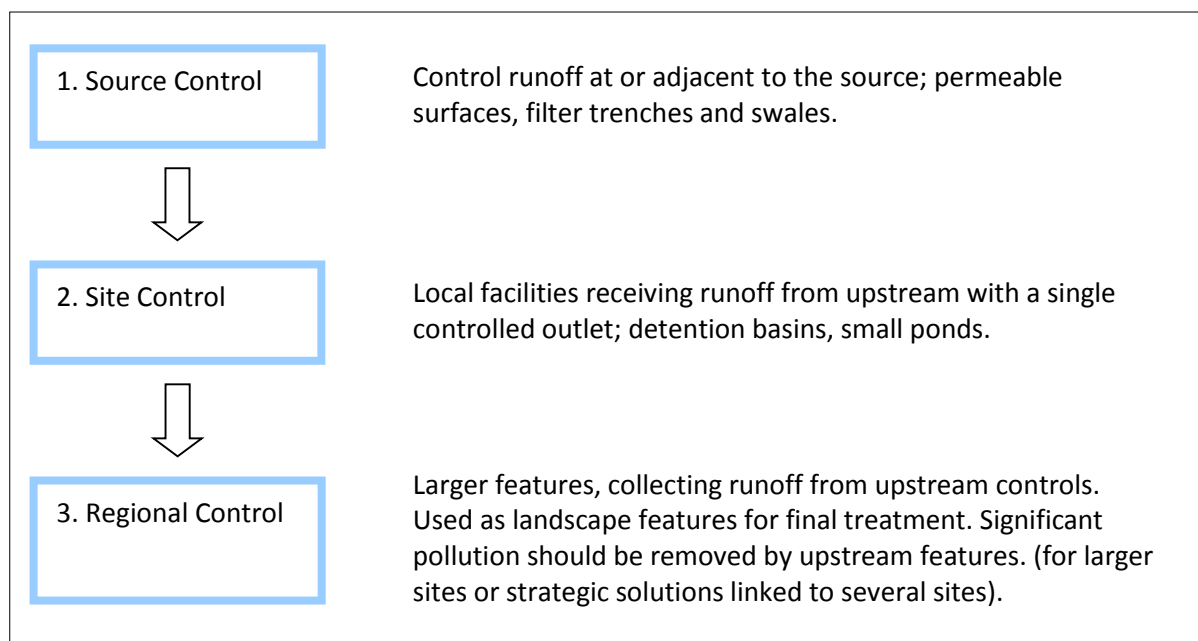 1. Source Control
Control runoff at or adjacent to the source; permeable
surfaces, filter trenches and swales.
2. Site Control
Local facilities receiving runoff from upstream with a single
controlled outlet; detention basins, small ponds.
3. Regional Control
Larger features, collecting runoff from upstream controls.
Used as landscape features for final treatment. Significant
pollution should be removed by upstream features. (for larger
sites or strategic solutions linked to several sites).